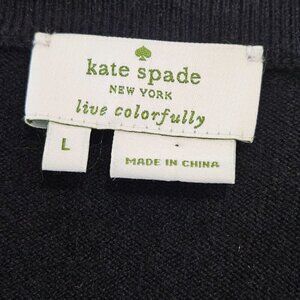 kate spade
NEW YORK
live colorfully
L
MADE IN CHINA